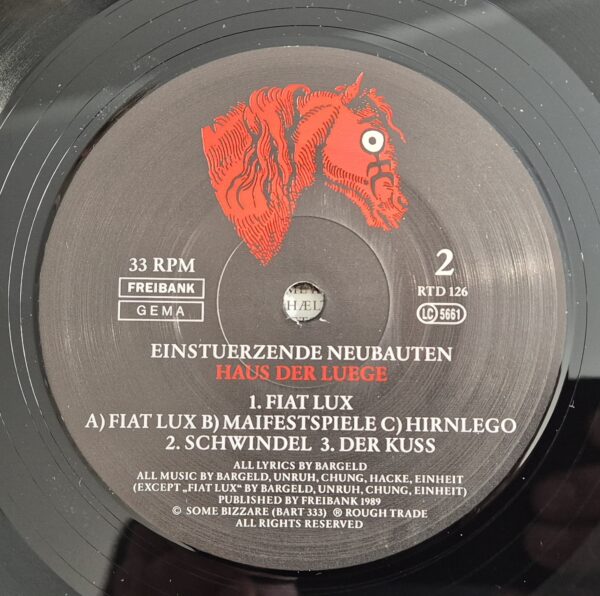 33 RPM
FREIBANK
GEMA
2
RTD 126
LC 5661
HÆLT
EINSTUERZENDE NEUBAUTEN
HAUS DER LUEGE
1. FIAT LUX
A) FIAT LUX B) MAIFESTSPIELE C) HIRNLEGO
2. SCHWINDEL 3. DER KUSS
ALL LYRICS BY BARGELD
ALL MUSIC BY BARGELD, UNRUH, CHUNG, HACKE, EINHEIT
(EXCEPT „FIAT LUX" BY BARGELD, UNRUH, CHUNG, EINHEIT)
PUBLISHED BY FREIBANK 1989
© SOME BIZZARE (BART 333) ® ROUGH TRADE
ALL RIGHTS RESERVED